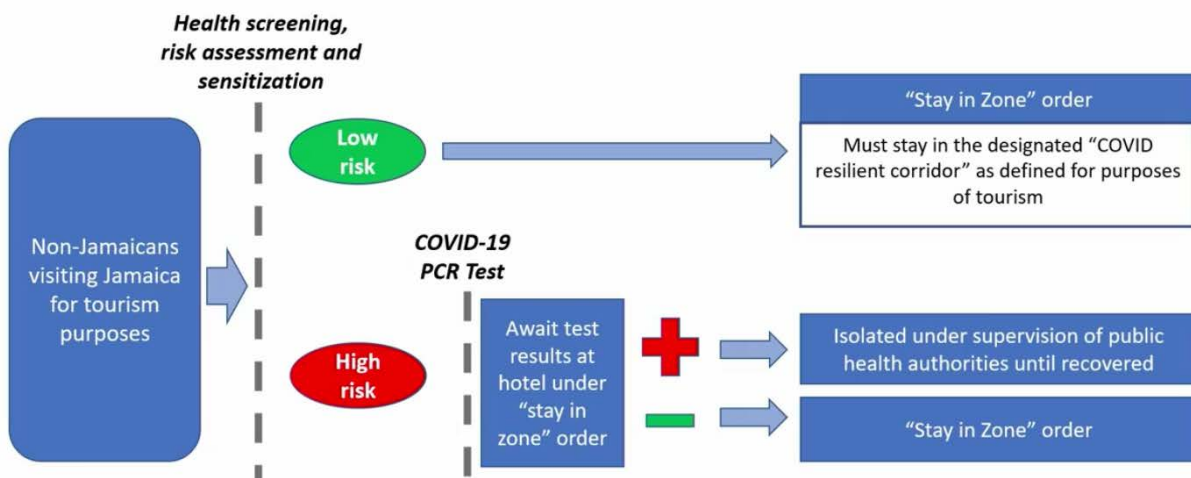 Health screening,
risk assessment and
sensitization
Non-Jamaicans
visiting Jamaica
for tourism
purposes
Low
risk
“Stay in Zone” order
Must stay in the designated “COVID
resilient corridor” as defined for purposes
of tourism
High
risk
COVID-19
PCR Test
Await test
results at
hotel under
“stay in
zone” order
Isolated under supervision of public
health authorities until recovered
“Stay in Zone” order